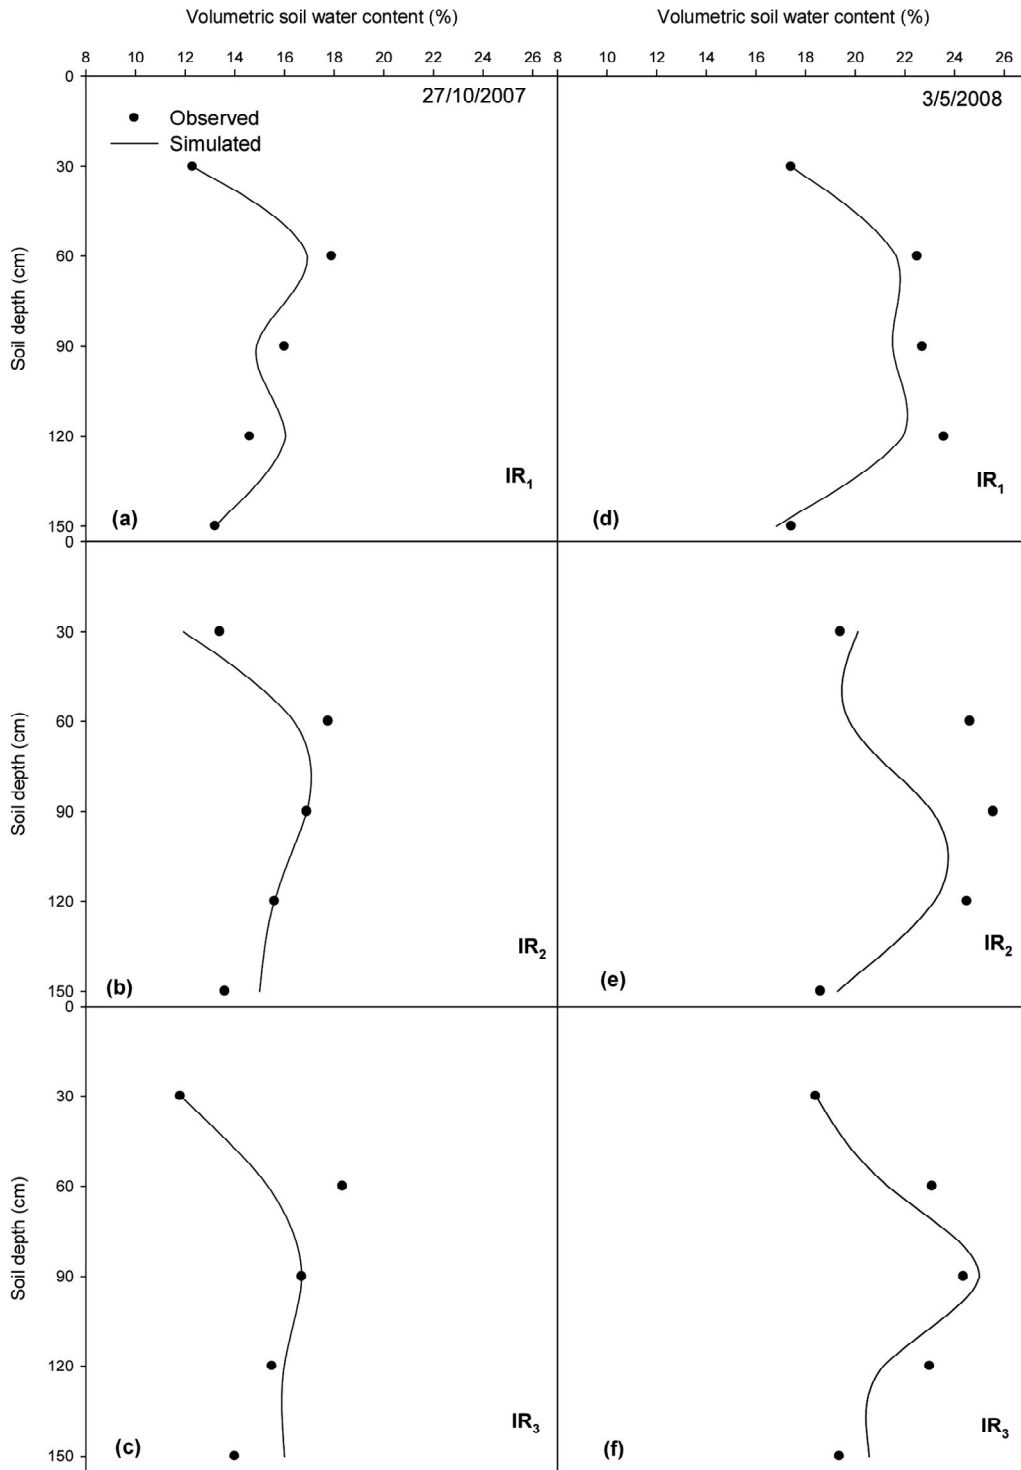 Volumetric soil water content (%)
Volumetric soil water content (%)
8 10 12 14 16 18 20 22 24 26
8 10 12 14 16 18 20 22 24 26
0
27/10/2007
3/5/2008
Observed
Simulated
30
60
90
120
150
Soil depth (cm)
IR1
(a)
IR1
(d)
0
30
60
90
120
150
Soil depth (cm)
IR2
(b)
IR2
(e)
0
30
60
90
120
150
Soil depth (cm)
IR3
(c)
IR3
(f)